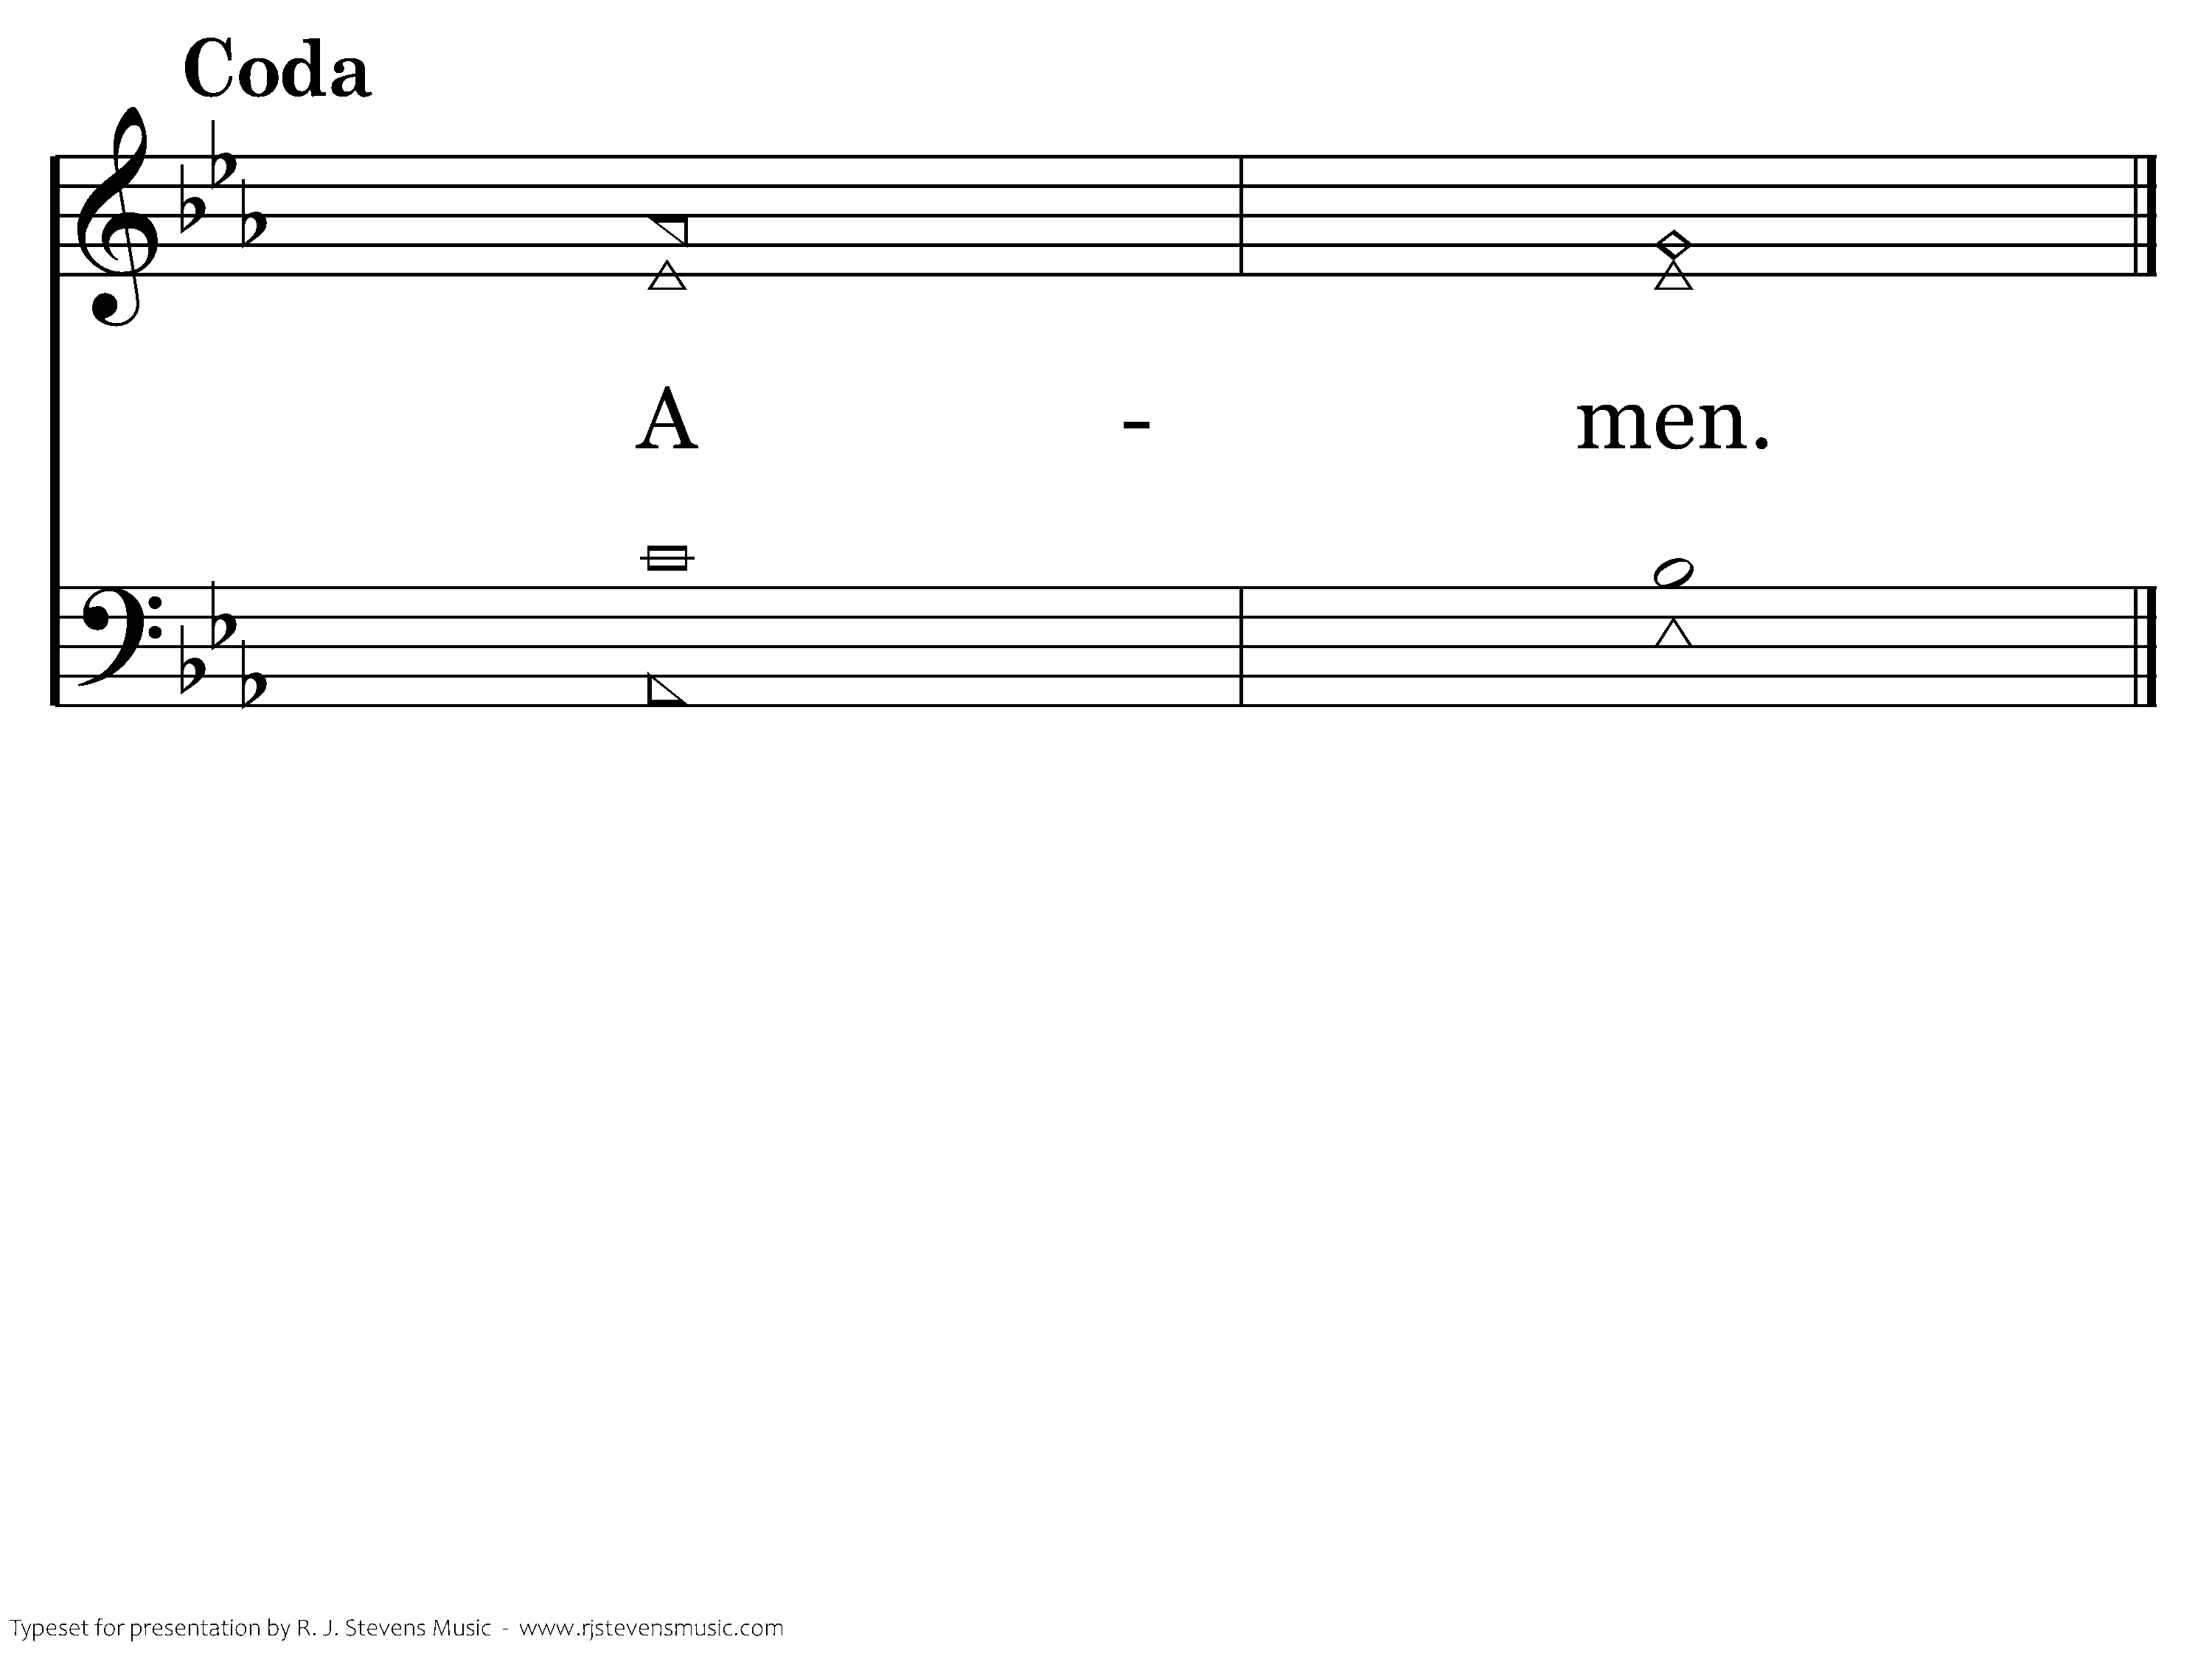 Coda
A - men.
Typeset for presentation by R. J. Stevens Music - www.rjstevensmusic.com